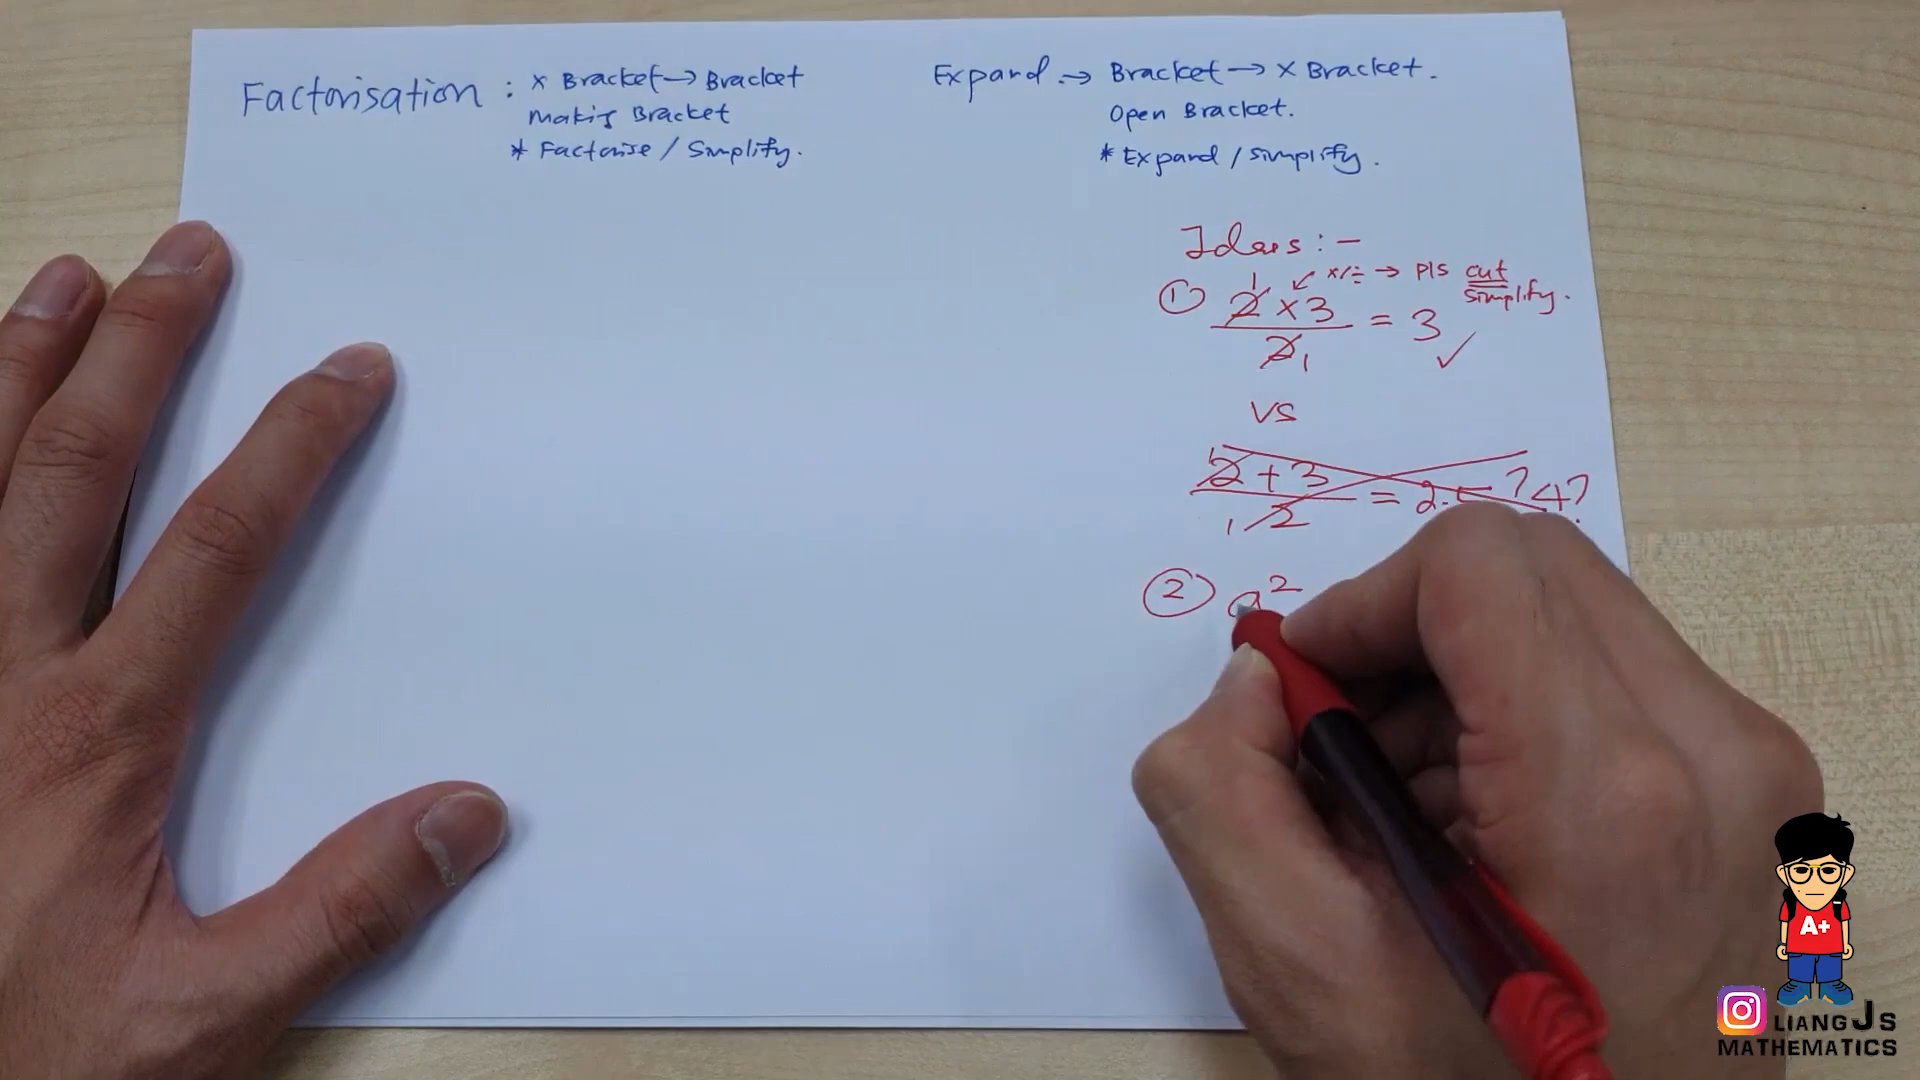 Factorisation : x Bracket → Bracket
Making Bracket
* Factorise / Simplify.
Expand → Bracket → x Bracket.
Open Bracket.
* Expand / simplify.
Ideas : -
① 2 x 3 / 2 = 3 ✓
x/÷ → pls cut
simplify.
vs
2 + 3 / 2 = 2. ? 4?
② a²
A+
LIANGJS
MATHEMATICS